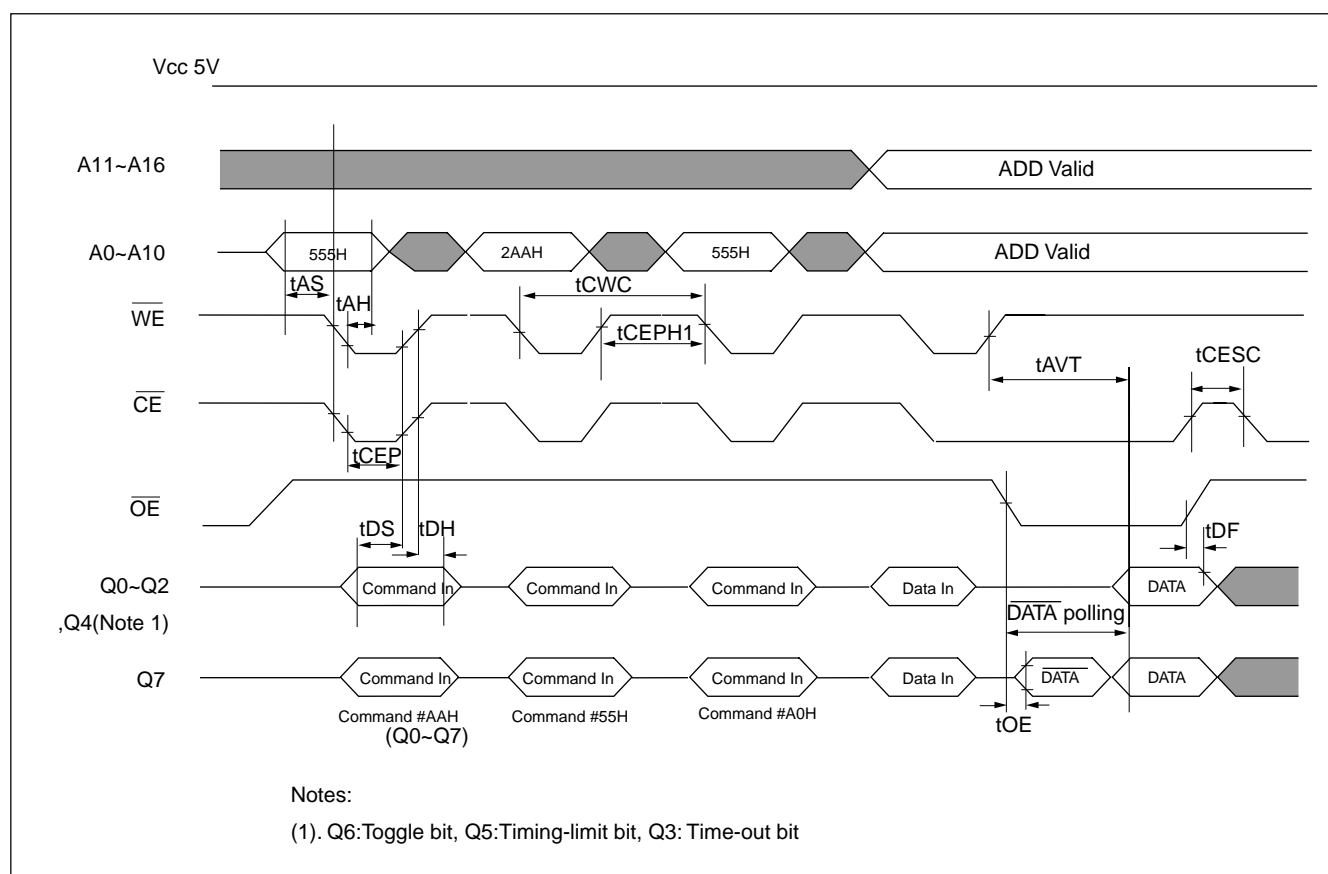 Vcc 5V
A11~A16
ADD Valid
A0~A10
555H
2AAH
555H
ADD Valid
tAS
tAH
tCWC
WE
tCEPH1
tAVT
tCESC
CE
tCEP
OE
tDS
tDH
tDF
Q0~Q2
Command In
Command In
Command In
Data In
DATA
,Q4(Note 1)
DATA polling
Q7
Command In
Command In
Command In
Data In
DATA
DATA
Command #AAH
Command #55H
Command #A0H
(Q0~Q7)
tOE
Notes:
(1). Q6:Toggle bit, Q5:Timing-limit bit, Q3: Time-out bit